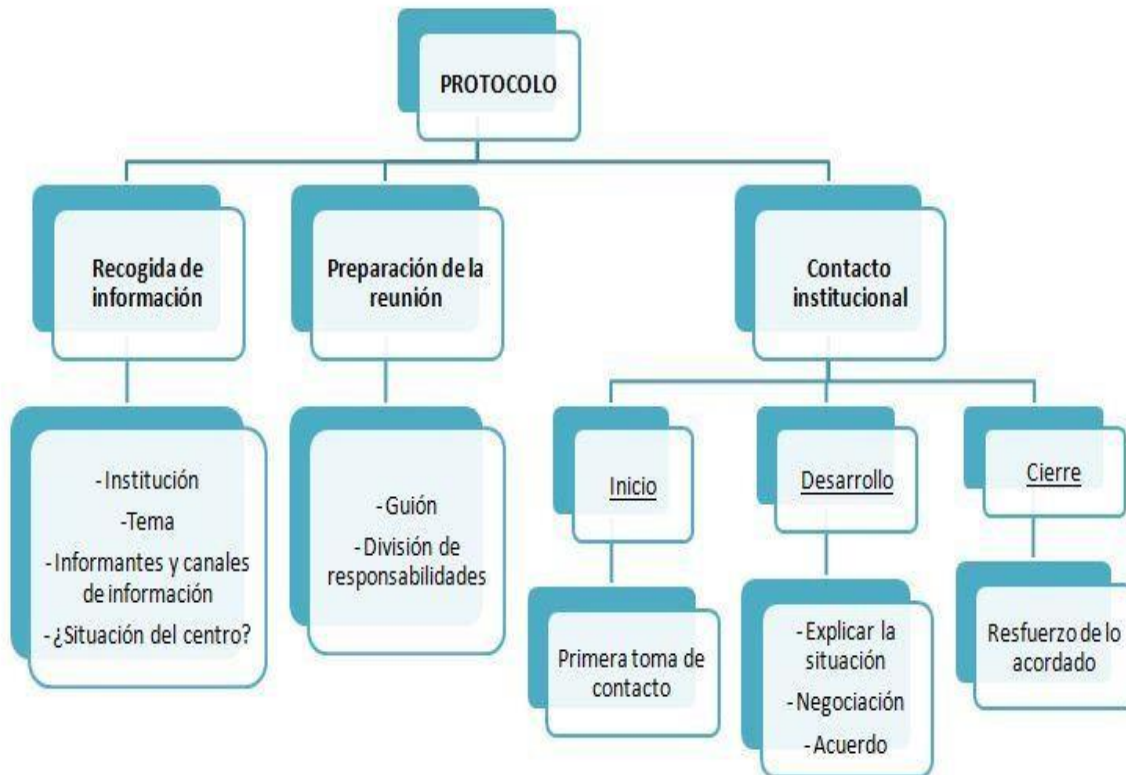 PROTOCOLO
Recogida de
información
Preparación de la
reunión
Contacto
institucional
-Institución
-Tema
-Informantes y canales
de información
-¿Situación del centro?
-Guión
-División de
responsabilidades
Inicio
Desarrollo
Cierre
Primera toma de
contacto
-Explicar la
situación
-Negociación
-Acuerdo
Resfuerzo de lo
acordado